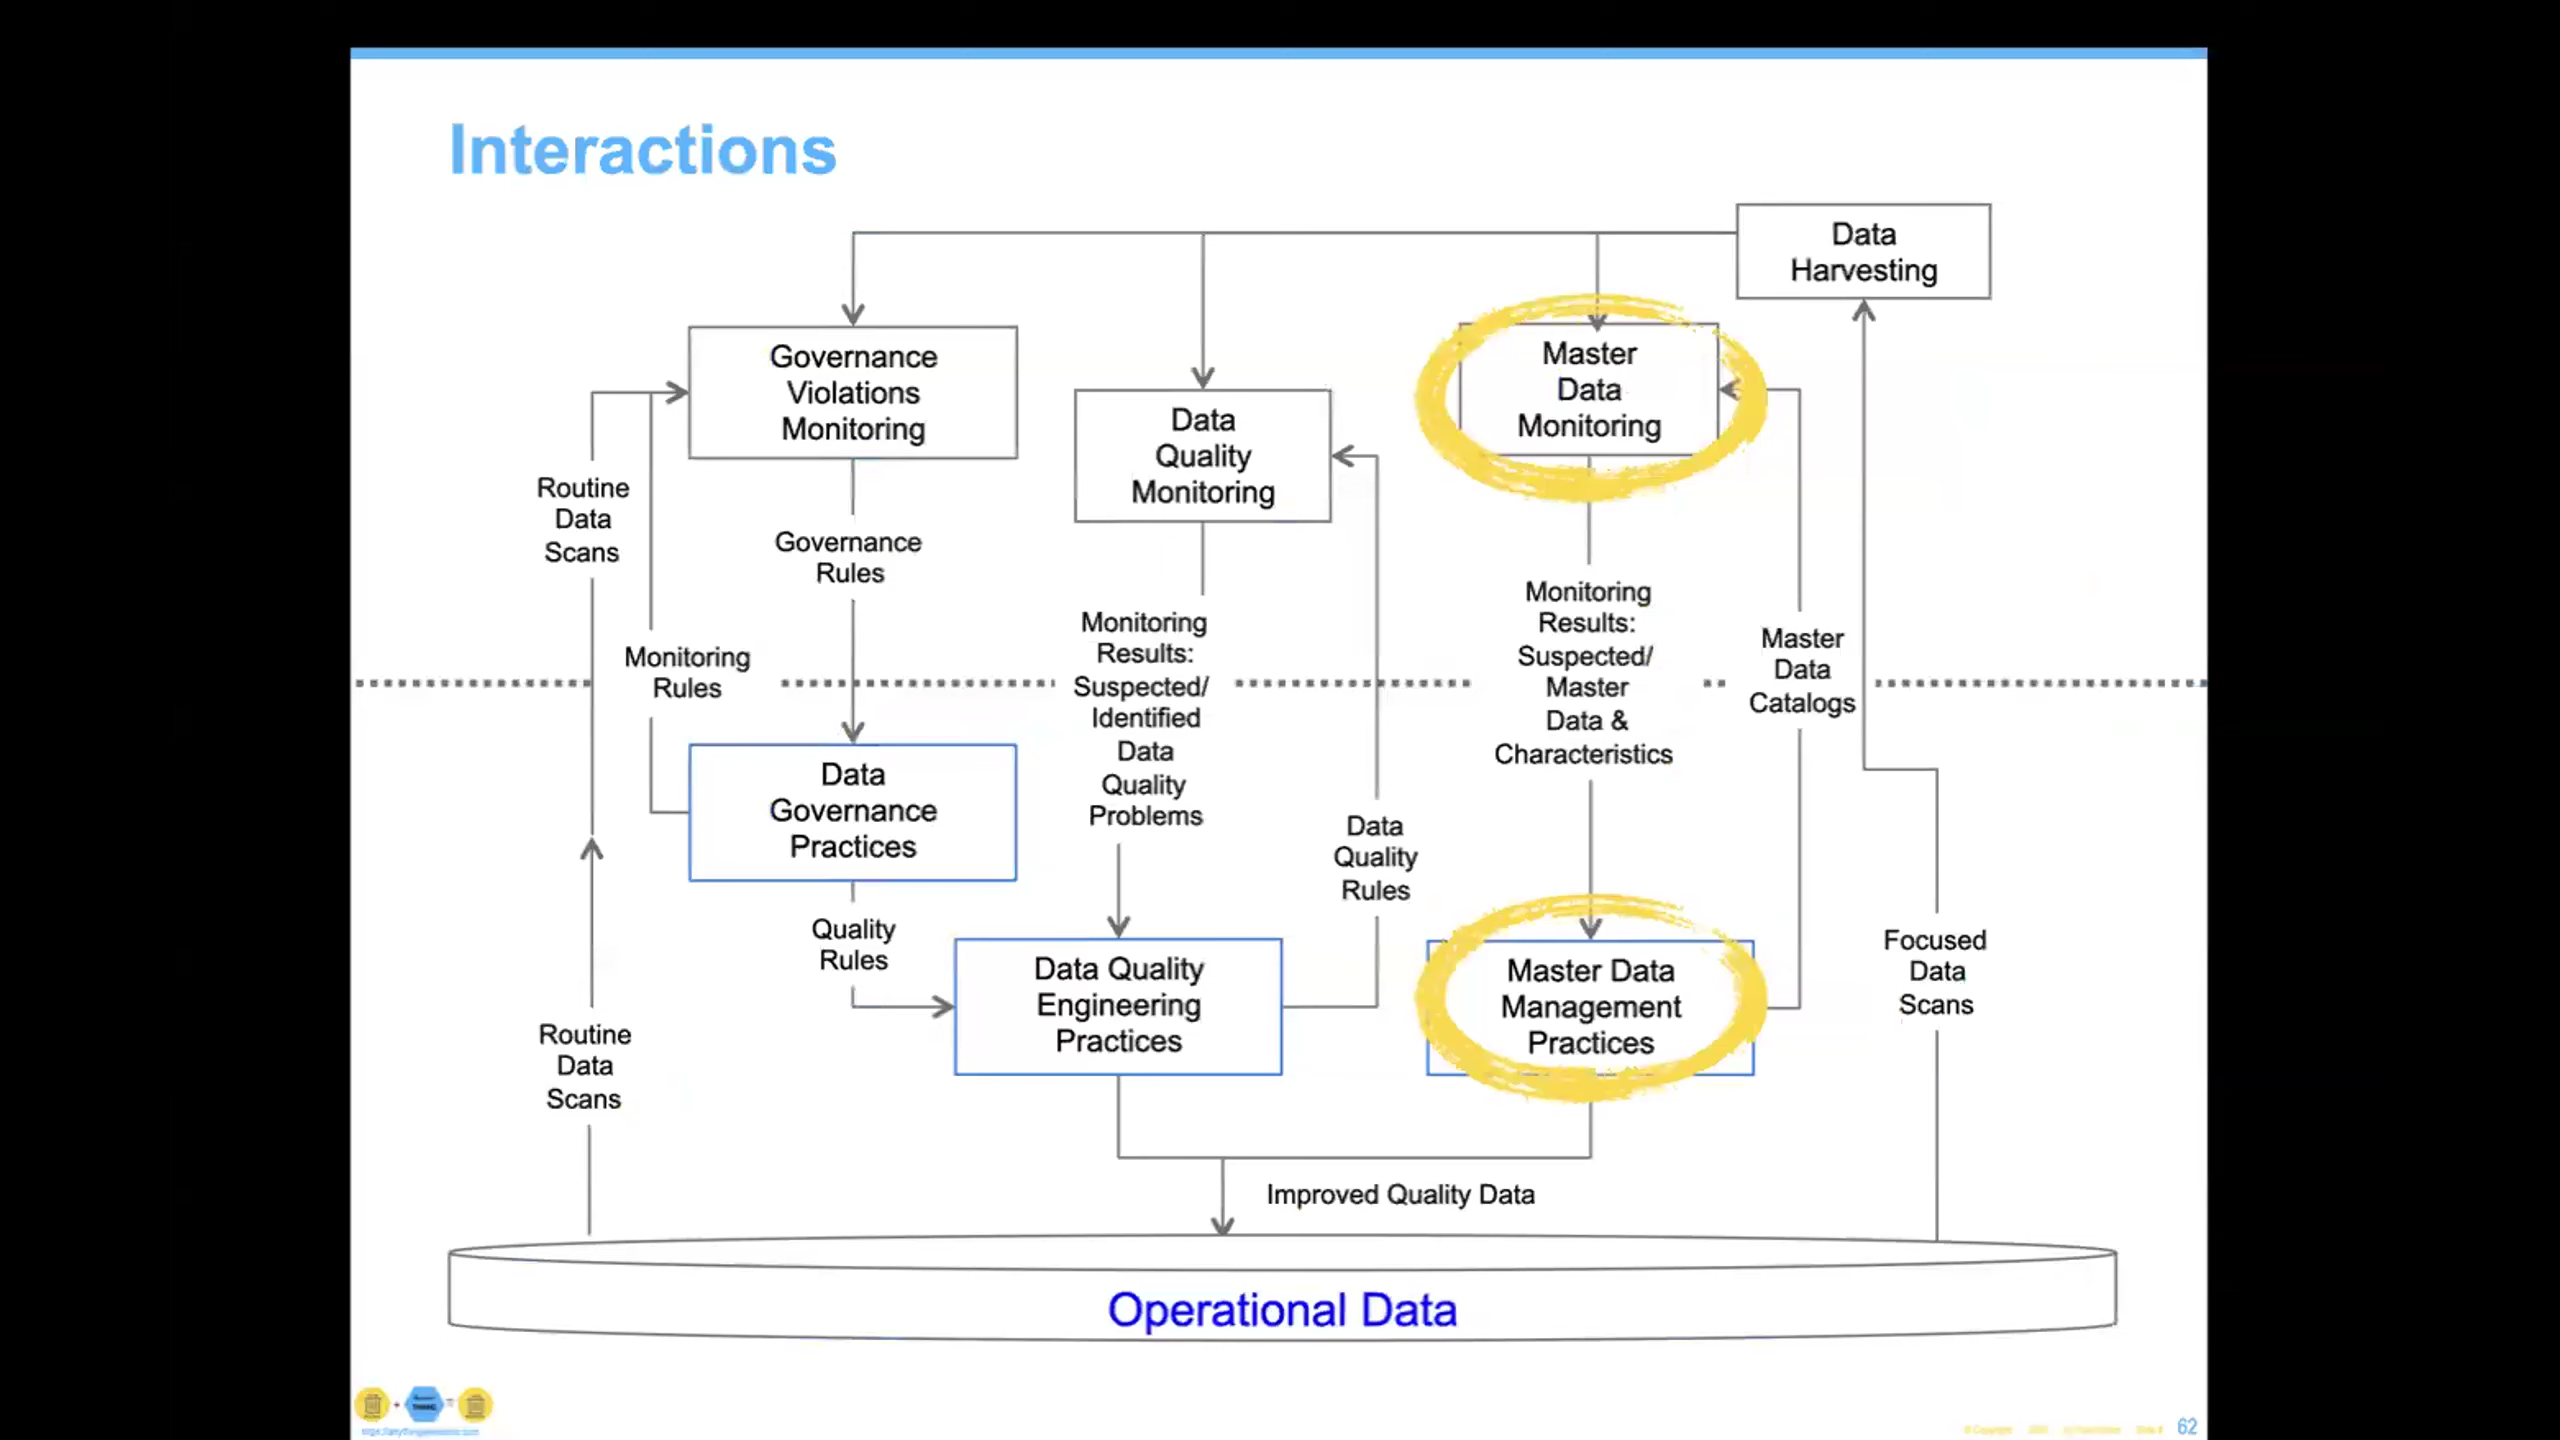 Interactions
Data
Harvesting
Governance
Violations
Monitoring
Data
Quality
Monitoring
Master
Data
Monitoring
Routine
Data
Scans
Governance
Rules
Monitoring
Rules
Monitoring
Results:
Suspected/
Identified
Data
Quality
Problems
Monitoring
Results:
Suspected/
Master
Data &
Characteristics
Master
Data
Catalogs
Data
Governance
Practices
Data
Quality
Rules
Quality
Rules
Data Quality
Engineering
Practices
Master Data
Management
Practices
Focused
Data
Scans
Routine
Data
Scans
Improved Quality Data
Operational Data
62